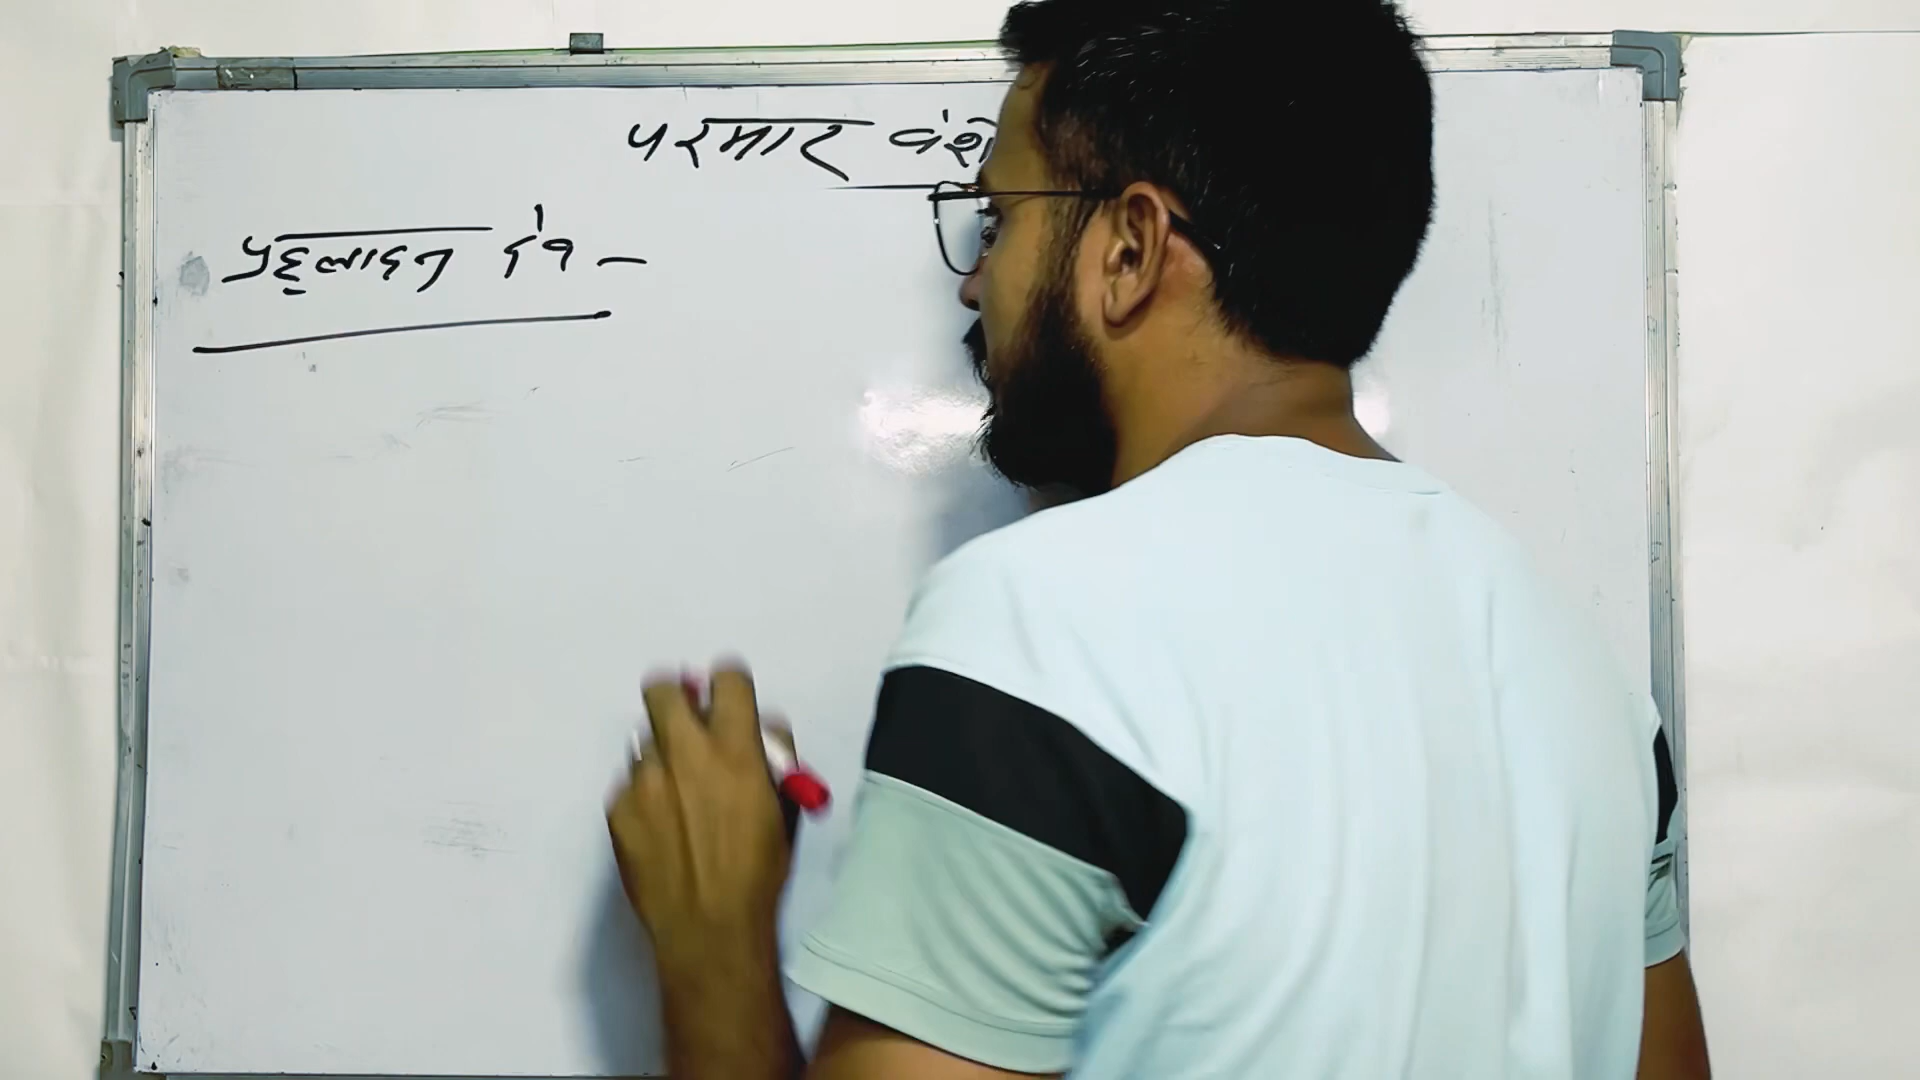 परमार वंश
प्रह्लादन देव –